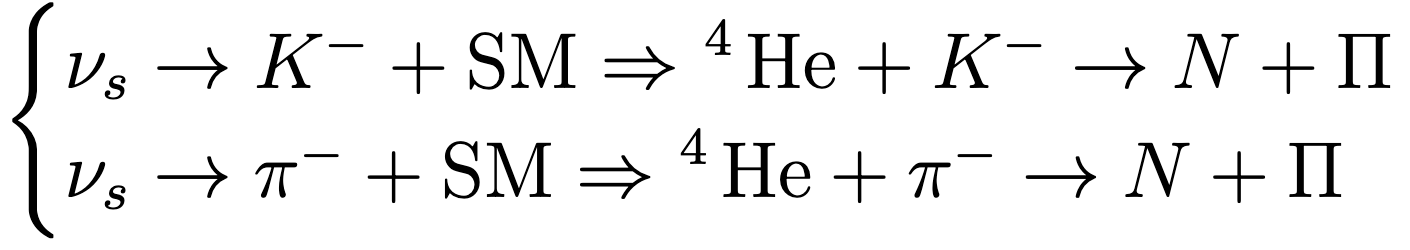 ν_s → K⁻ + SM ⇒ ⁴He + K⁻ → N + Π
ν_s → π⁻ + SM ⇒ ⁴He + π⁻ → N + Π